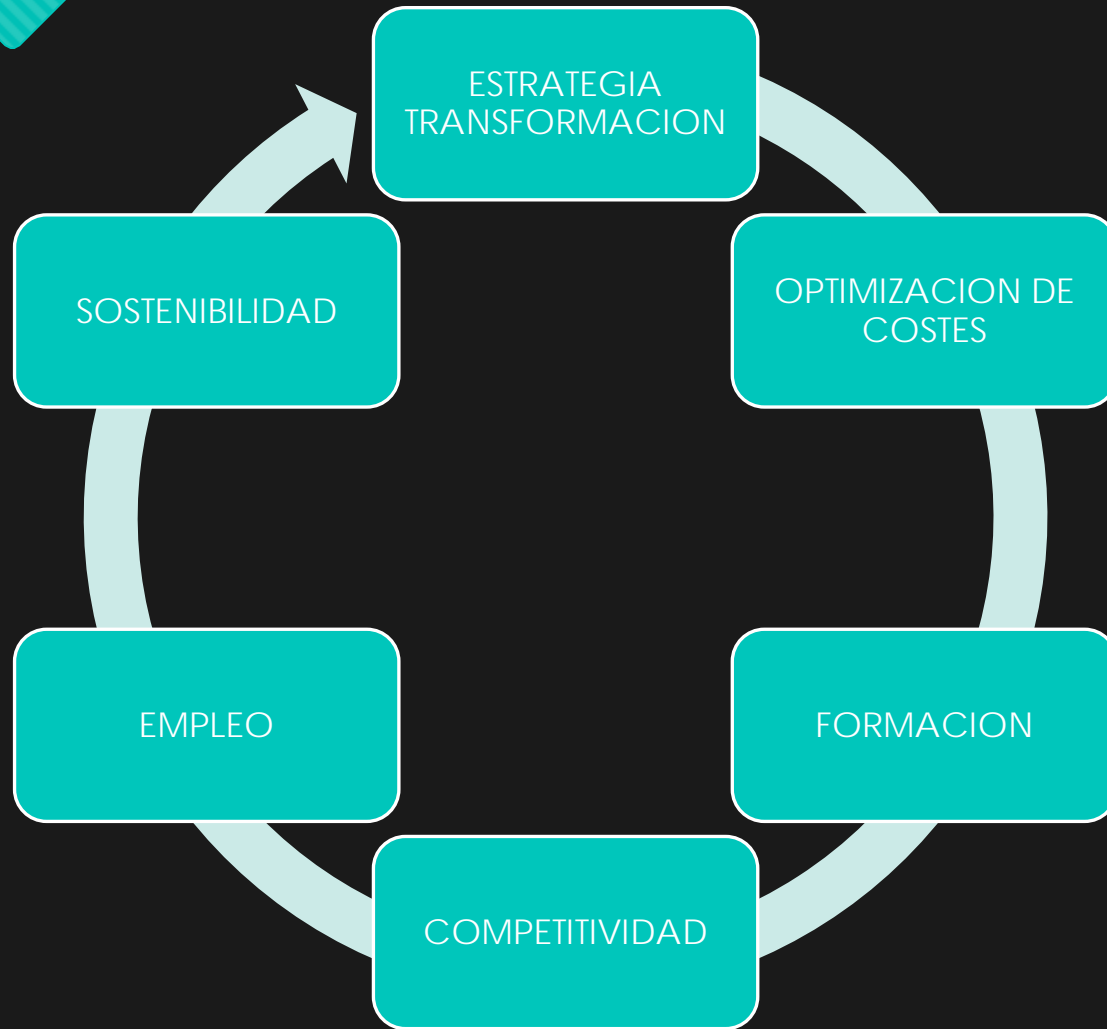 ESTRATEGIA
TRANSFORMACION
OPTIMIZACION DE
COSTES
FORMACION
COMPETITIVIDAD
EMPLEO
SOSTENIBILIDAD